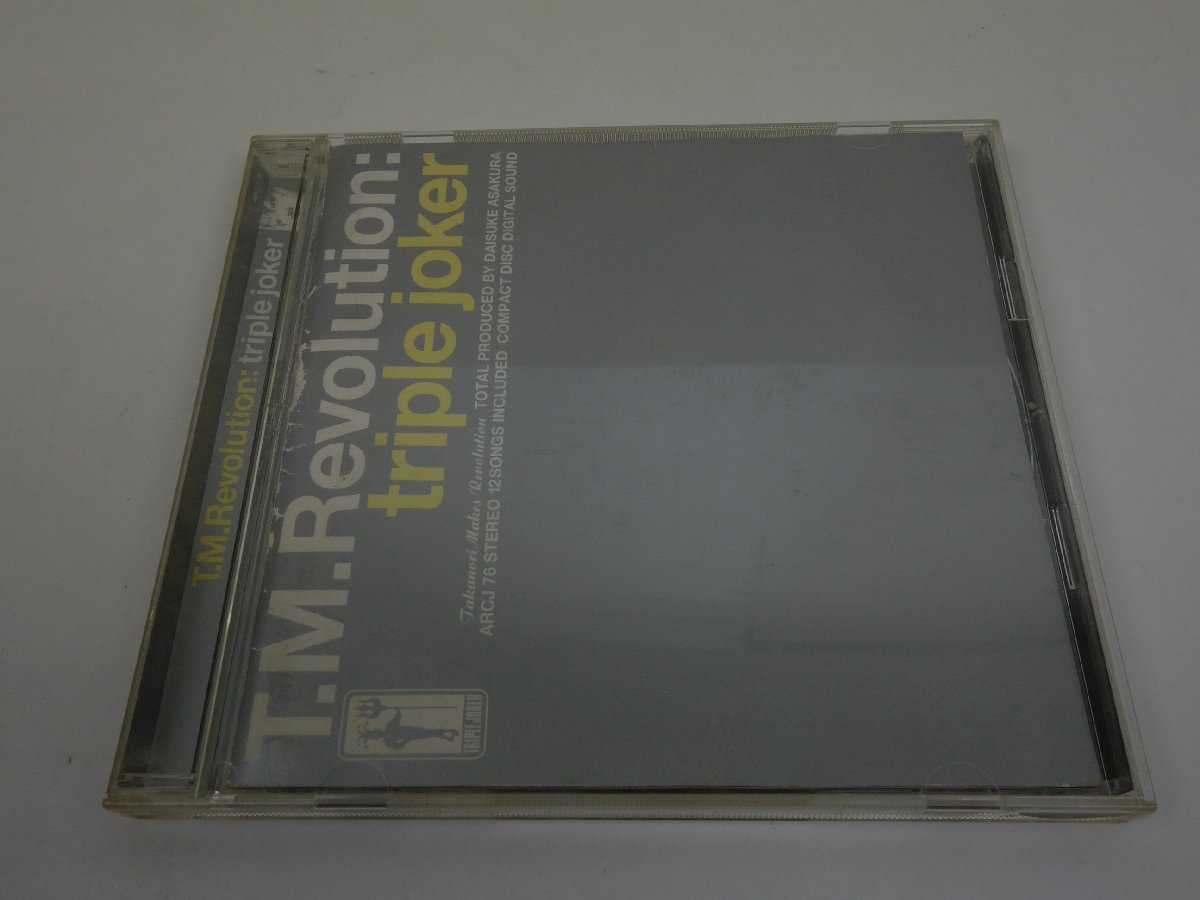 T.M.Revolution: triple joker
T.M.Revolution:
triple joker
Takanori Makes Revolution TOTAL PRODUCED BY DAISUKE ASAKURA
ARCJ 76 STEREO 12SONGS INCLUDED COMPACT DISC DIGITAL SOUND
TRIPLE JOKER